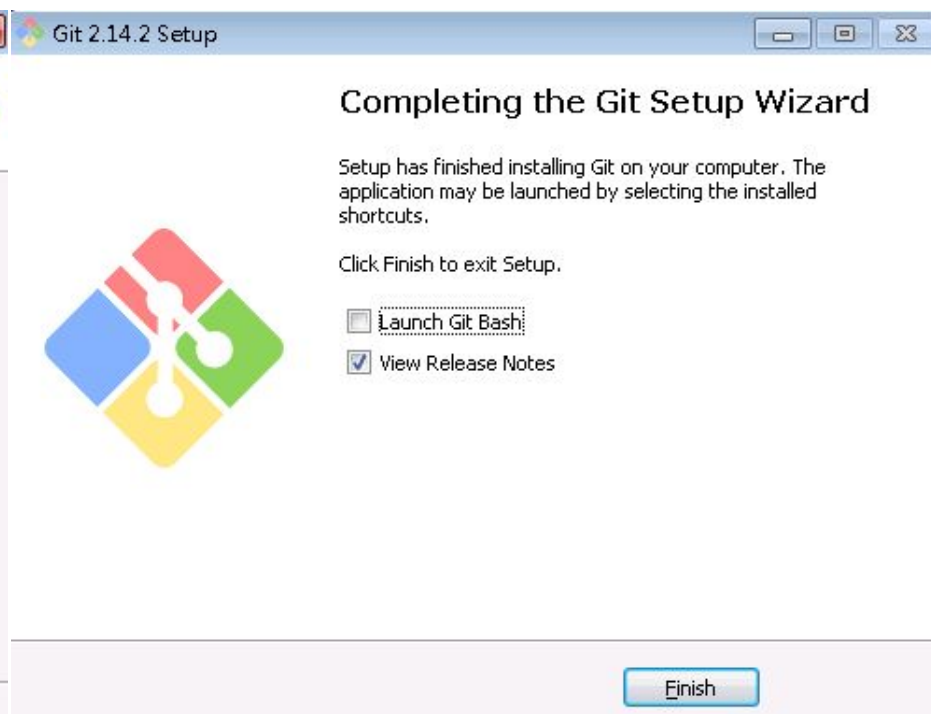 Git 2.14.2 Setup
Completing the Git Setup Wizard
Setup has finished installing Git on your computer. The
application may be launched by selecting the installed
shortcuts.
Click Finish to exit Setup.
Launch Git Bash
View Release Notes
Finish